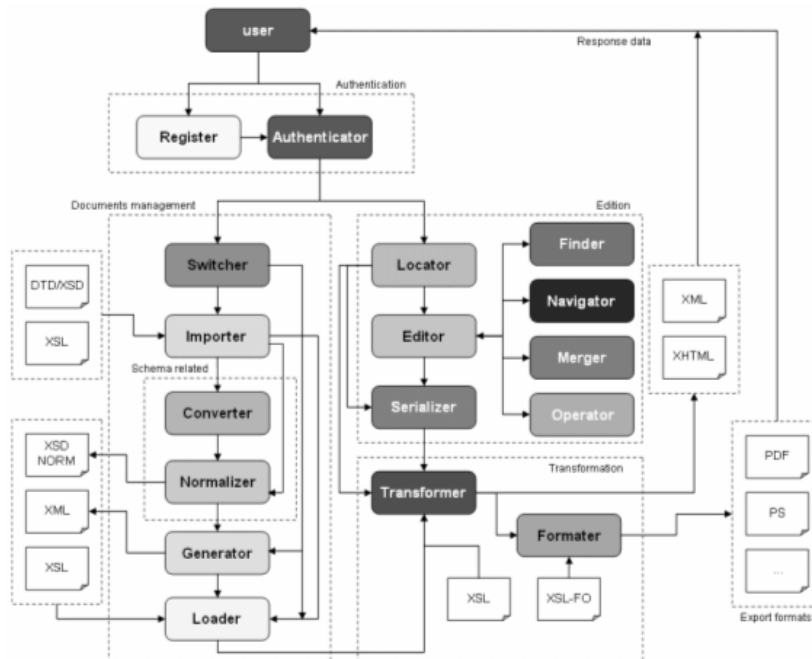 user
Response data
Authentication
Register
Authenticator
Documents management
Edition
Switcher
Locator
Finder
DTD/XSD
Navigator
XML
XSL
Importer
Editor
Merger
XHTML
Schema related
Converter
Serializer
Operator
XSD
NORM
Normalizer
Transformation
Transformer
PDF
XML
Generator
Formater
PS
XSL
XSL
XSL-FO
...
Loader
Export formats